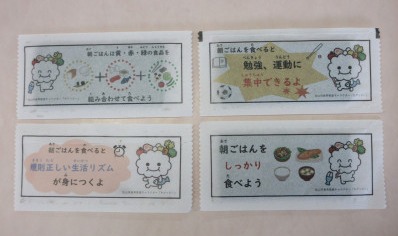 朝ごはんは黄・赤・緑の食品を
組み合わせて食べよう
朝ごはんを食べると
勉強、運動に
集中できるよ
朝ごはんを食べると
規則正しい生活リズム
が身につくよ
朝ごはんを
しっかり
食べよう